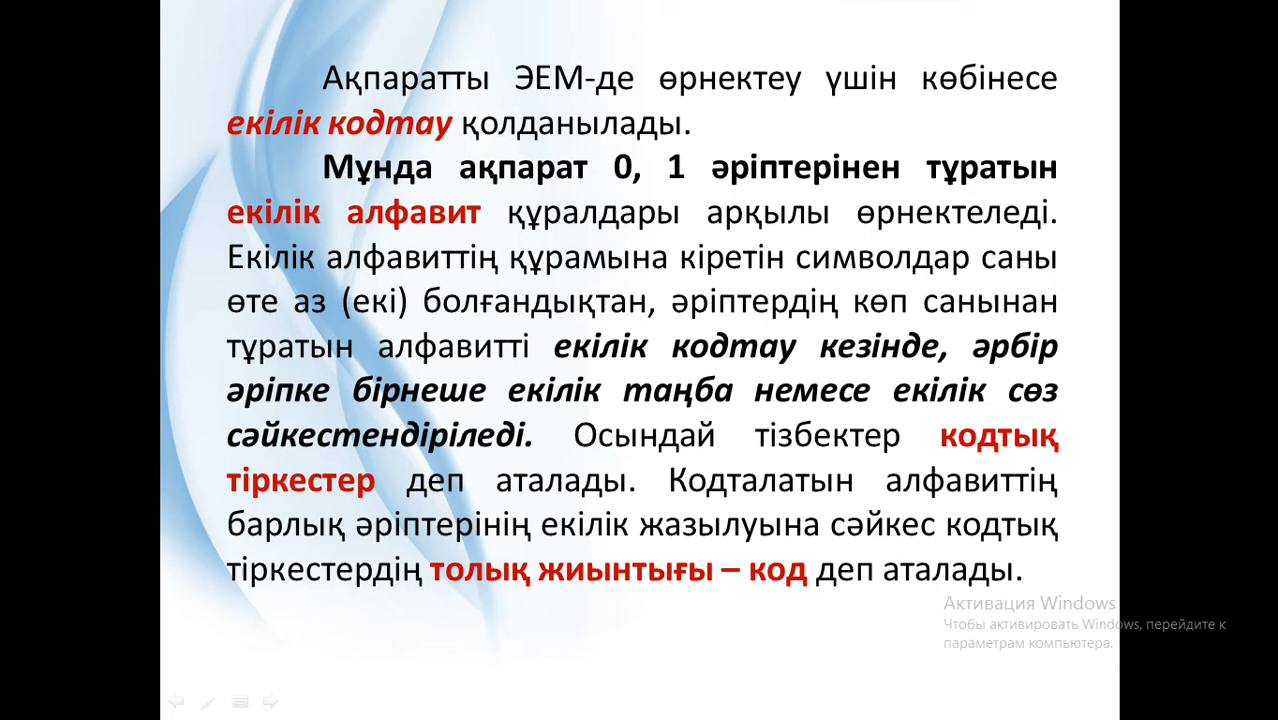 Ақпаратты ЭЕМ-де өрнектеу үшін көбінесе
екілік кодтау қолданылады.
Мұнда ақпарат 0, 1 әріптерінен тұратын
екілік алфавит құралдары арқылы өрнектеледі.
Екілік алфавиттің құрамына кіретін символдар саны
өте аз (екі) болғандықтан, әріптердің көп санынан
тұратын алфавитті екілік кодтау кезінде, әрбір
әріпке бірнеше екілік таңба немесе екілік сөз
сәйкестендіріледі. Осындай тізбектер кодтық
тіркестер деп аталады. Кодталатын алфавиттің
барлық әріптерінің екілік жазылуына сәйкес кодтық
тіркестердің толық жиынтығы – код деп аталады.
Активация Windows
Чтобы активировать Windows, перейдите к
параметрам компьютера.